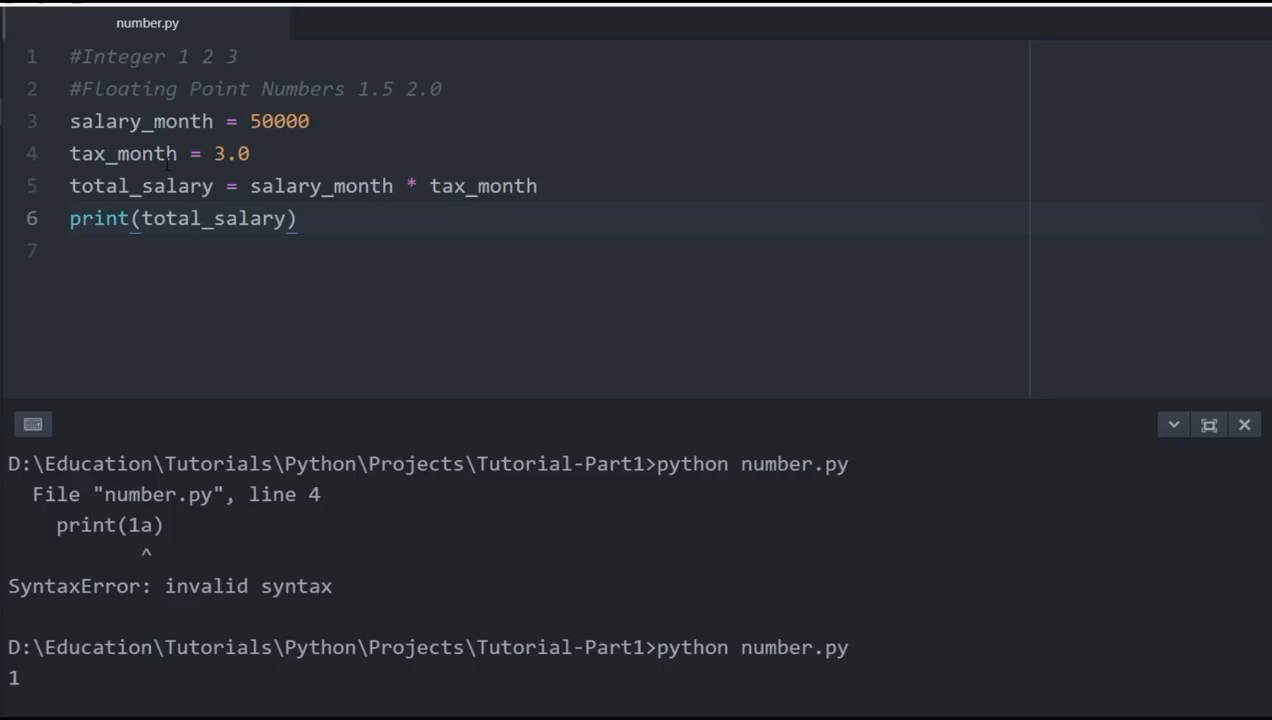 number.py
1 #Integer 1 2 3
2 #Floating Point Numbers 1.5 2.0
3 salary_month = 50000
4 tax_month = 3.0
5 total_salary = salary_month * tax_month
6 print(total_salary)
7
D:\Education\Tutorials\Python\Projects\Tutorial-Part1>python number.py
  File "number.py", line 4
    print(1a)
           ^
SyntaxError: invalid syntax
D:\Education\Tutorials\Python\Projects\Tutorial-Part1>python number.py
1